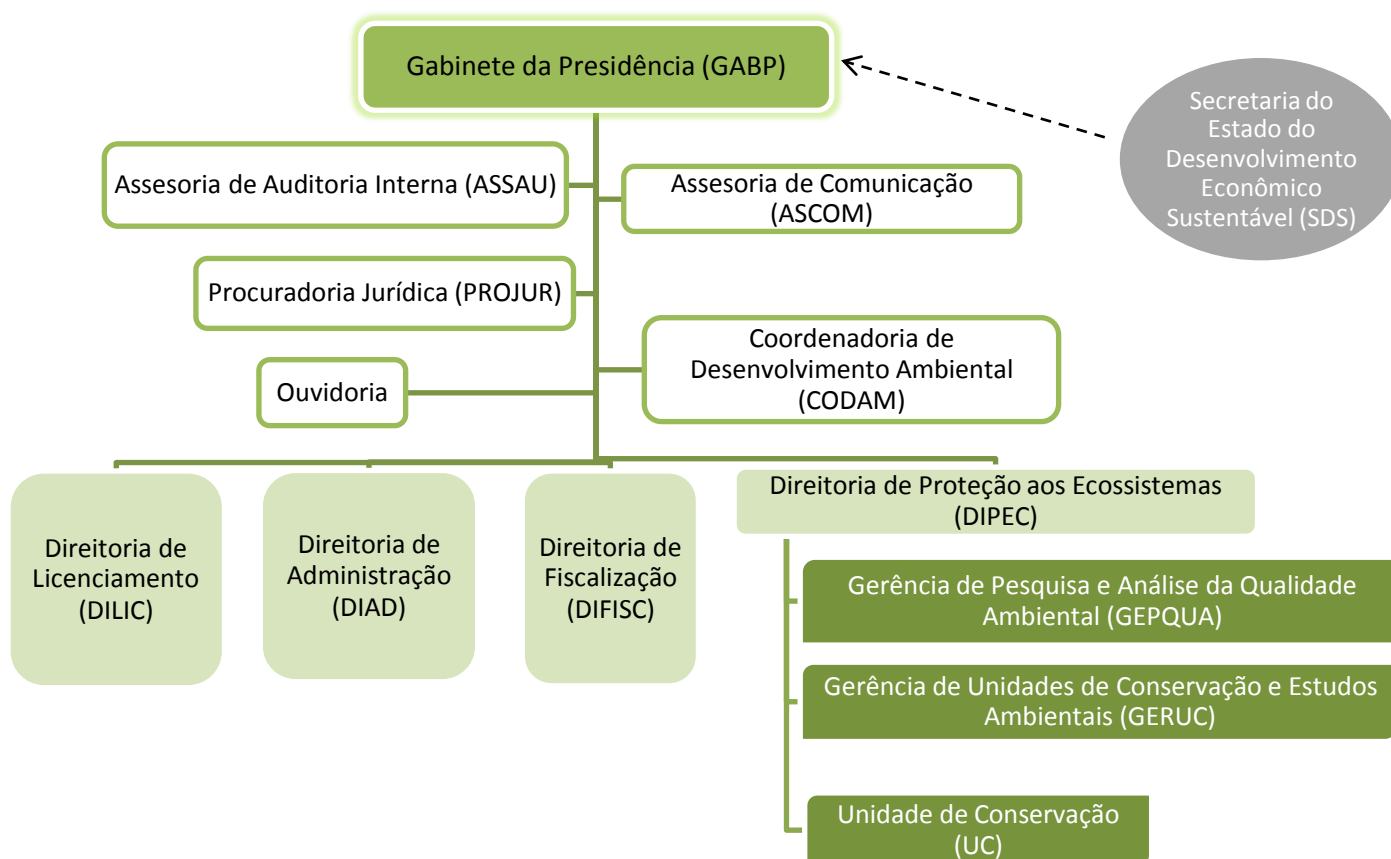 Gabinete da Presidência (GABP)
Secretaria do
Estado do
Desenvolvimento
Econômico
Sustentável (SDS)
Assesoria de Auditoria Interna (ASSAU)
Assesoria de Comunicação
(ASCOM)
Procuradoria Jurídica (PROJUR)
Coordenadoria de
Desenvolvimento Ambiental
(CODAM)
Ouvidoria
Direitoria de
Licenciamento
(DILIC)
Direitoria de
Administração
(DIAD)
Direitoria de
Fiscalização
(DIFISC)
Direitoria de Proteção aos Ecossistemas
(DIPEC)
Gerência de Pesquisa e Análise da Qualidade
Ambiental (GEPQUA)
Gerência de Unidades de Conservação e Estudos
Ambientais (GERUC)
Unidade de Conservação
(UC)